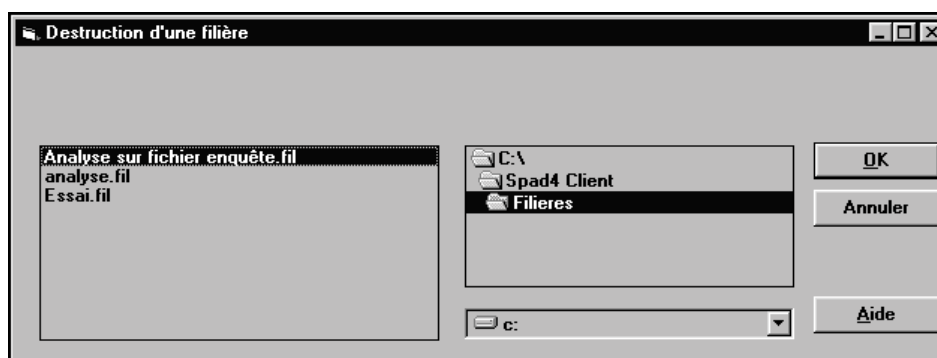 Destruction d'une filière
Analyse sur fichier enquête.fil
analyse.fil
Essai.fil
C:\
Spad4 Client
Filieres
c:
OK
Annuler
Aide